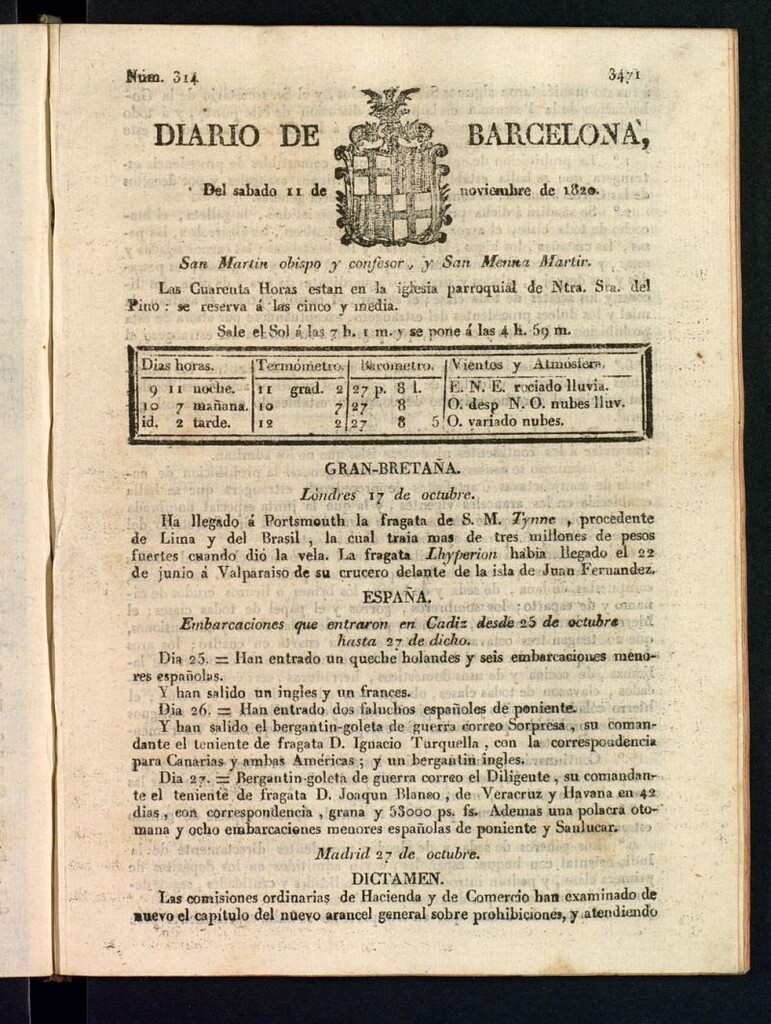 Núm. 314 3471
DIARIO DE BARCELONA,
Del sabado 11 de noviembre de 1820.
San Martin obispo y confesor, y San Menna Martir.
Las Cuarenta Horas estan en la iglesia parroquial de Ntra. Sra. del
Pino: se reserva á las cinco y media.
Sale el Sol á las 7 h. 1 m. y se pone á las 4 h. 59 m.
Dias horas. Termómetro. Barometro. Vientos y Atmósfera.
9 11 noche. 11 grad. 2 27 p. 8 l. E. N. E. rociado lluvia.
10 7 mañana. 10 7 27 8 O. desp N. O. nubes lluv.
id. 2 tarde. 12 2 27 8 5 O. variado nubes.
GRAN-BRETAÑA.
Londres 17 de octubre.
Ha llegado á Portsmouth la fragata de S. M. Tynne, procedente
de Lima y del Brasil, la cual traia mas de tres millones de pesos
fuertes cuando dió la vela. La fragata Lhyperion habia llegado el 22
de junio á Valparaiso de su crucero delante de la isla de Juan Fernandez.
ESPAÑA.
Embarcaciones que entraron en Cadiz desde 25 de octubre
hasta 27 de dicho.
Dia 25. = Han entrado un queche holandes y seis embarcaciones meno-
res españolas.
Y han salido un ingles y un frances.
Dia 26. = Han entrado dos faluchos españoles de poniente.
Y han salido el bergantin-goleta de guerra correo Sorpresa, su coman-
dante el teniente de fragata D. Ignacio Turquella, con la correspondencia
para Canarias y ambas Américas; y un bergantin ingles.
Dia 27. = Bergantin-goleta de guerra correo el Diligente, su comandan-
te el teniente de fragata D. Joaqun Blanco, de Veracruz y Havana en 42
dias, con correspondencia, grana y 53000 ps. fs. Ademas una polacra oto-
mana y ocho embarcaciones menores españolas de poniente y Sanlucar.
Madrid 27 de octubre.
DICTAMEN.
Las comisiones ordinarias de Hacienda y de Comercio han examinado de
nuevo el capítulo del nuevo arancel general sobre prohibiciones, y atendiendo